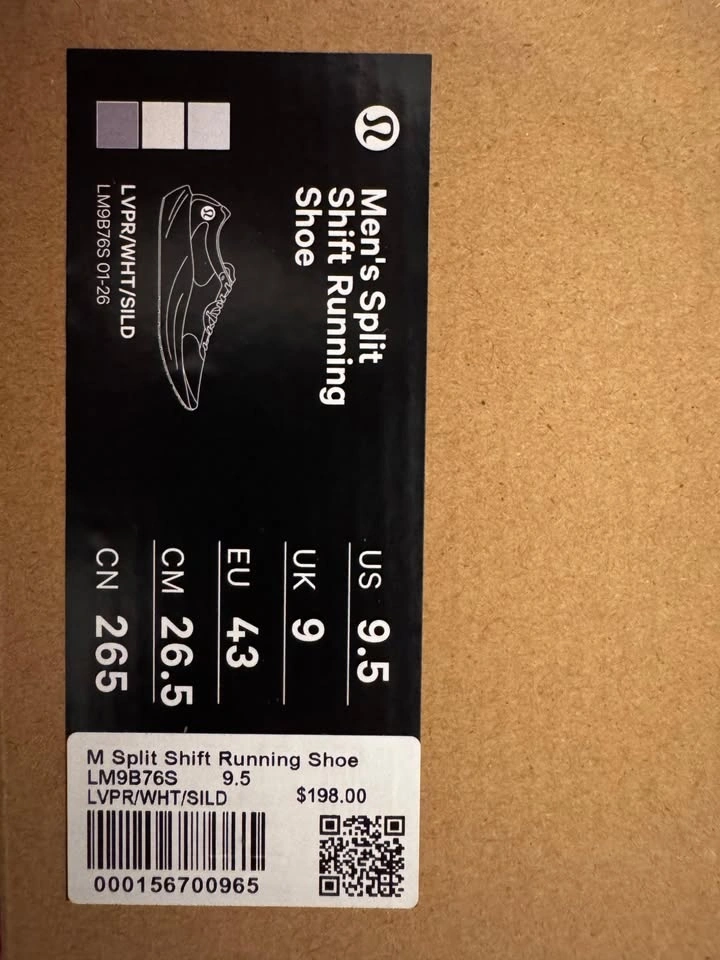 Men's Split
Shift Running
Shoe
LVPR/WHT/SILD
LM9B76S 01-26
US 9.5
UK 9
EU 43
CM 26.5
CN 265
M Split Shift Running Shoe
LM9B76S 9.5
LVPR/WHT/SILD $198.00
000156700965